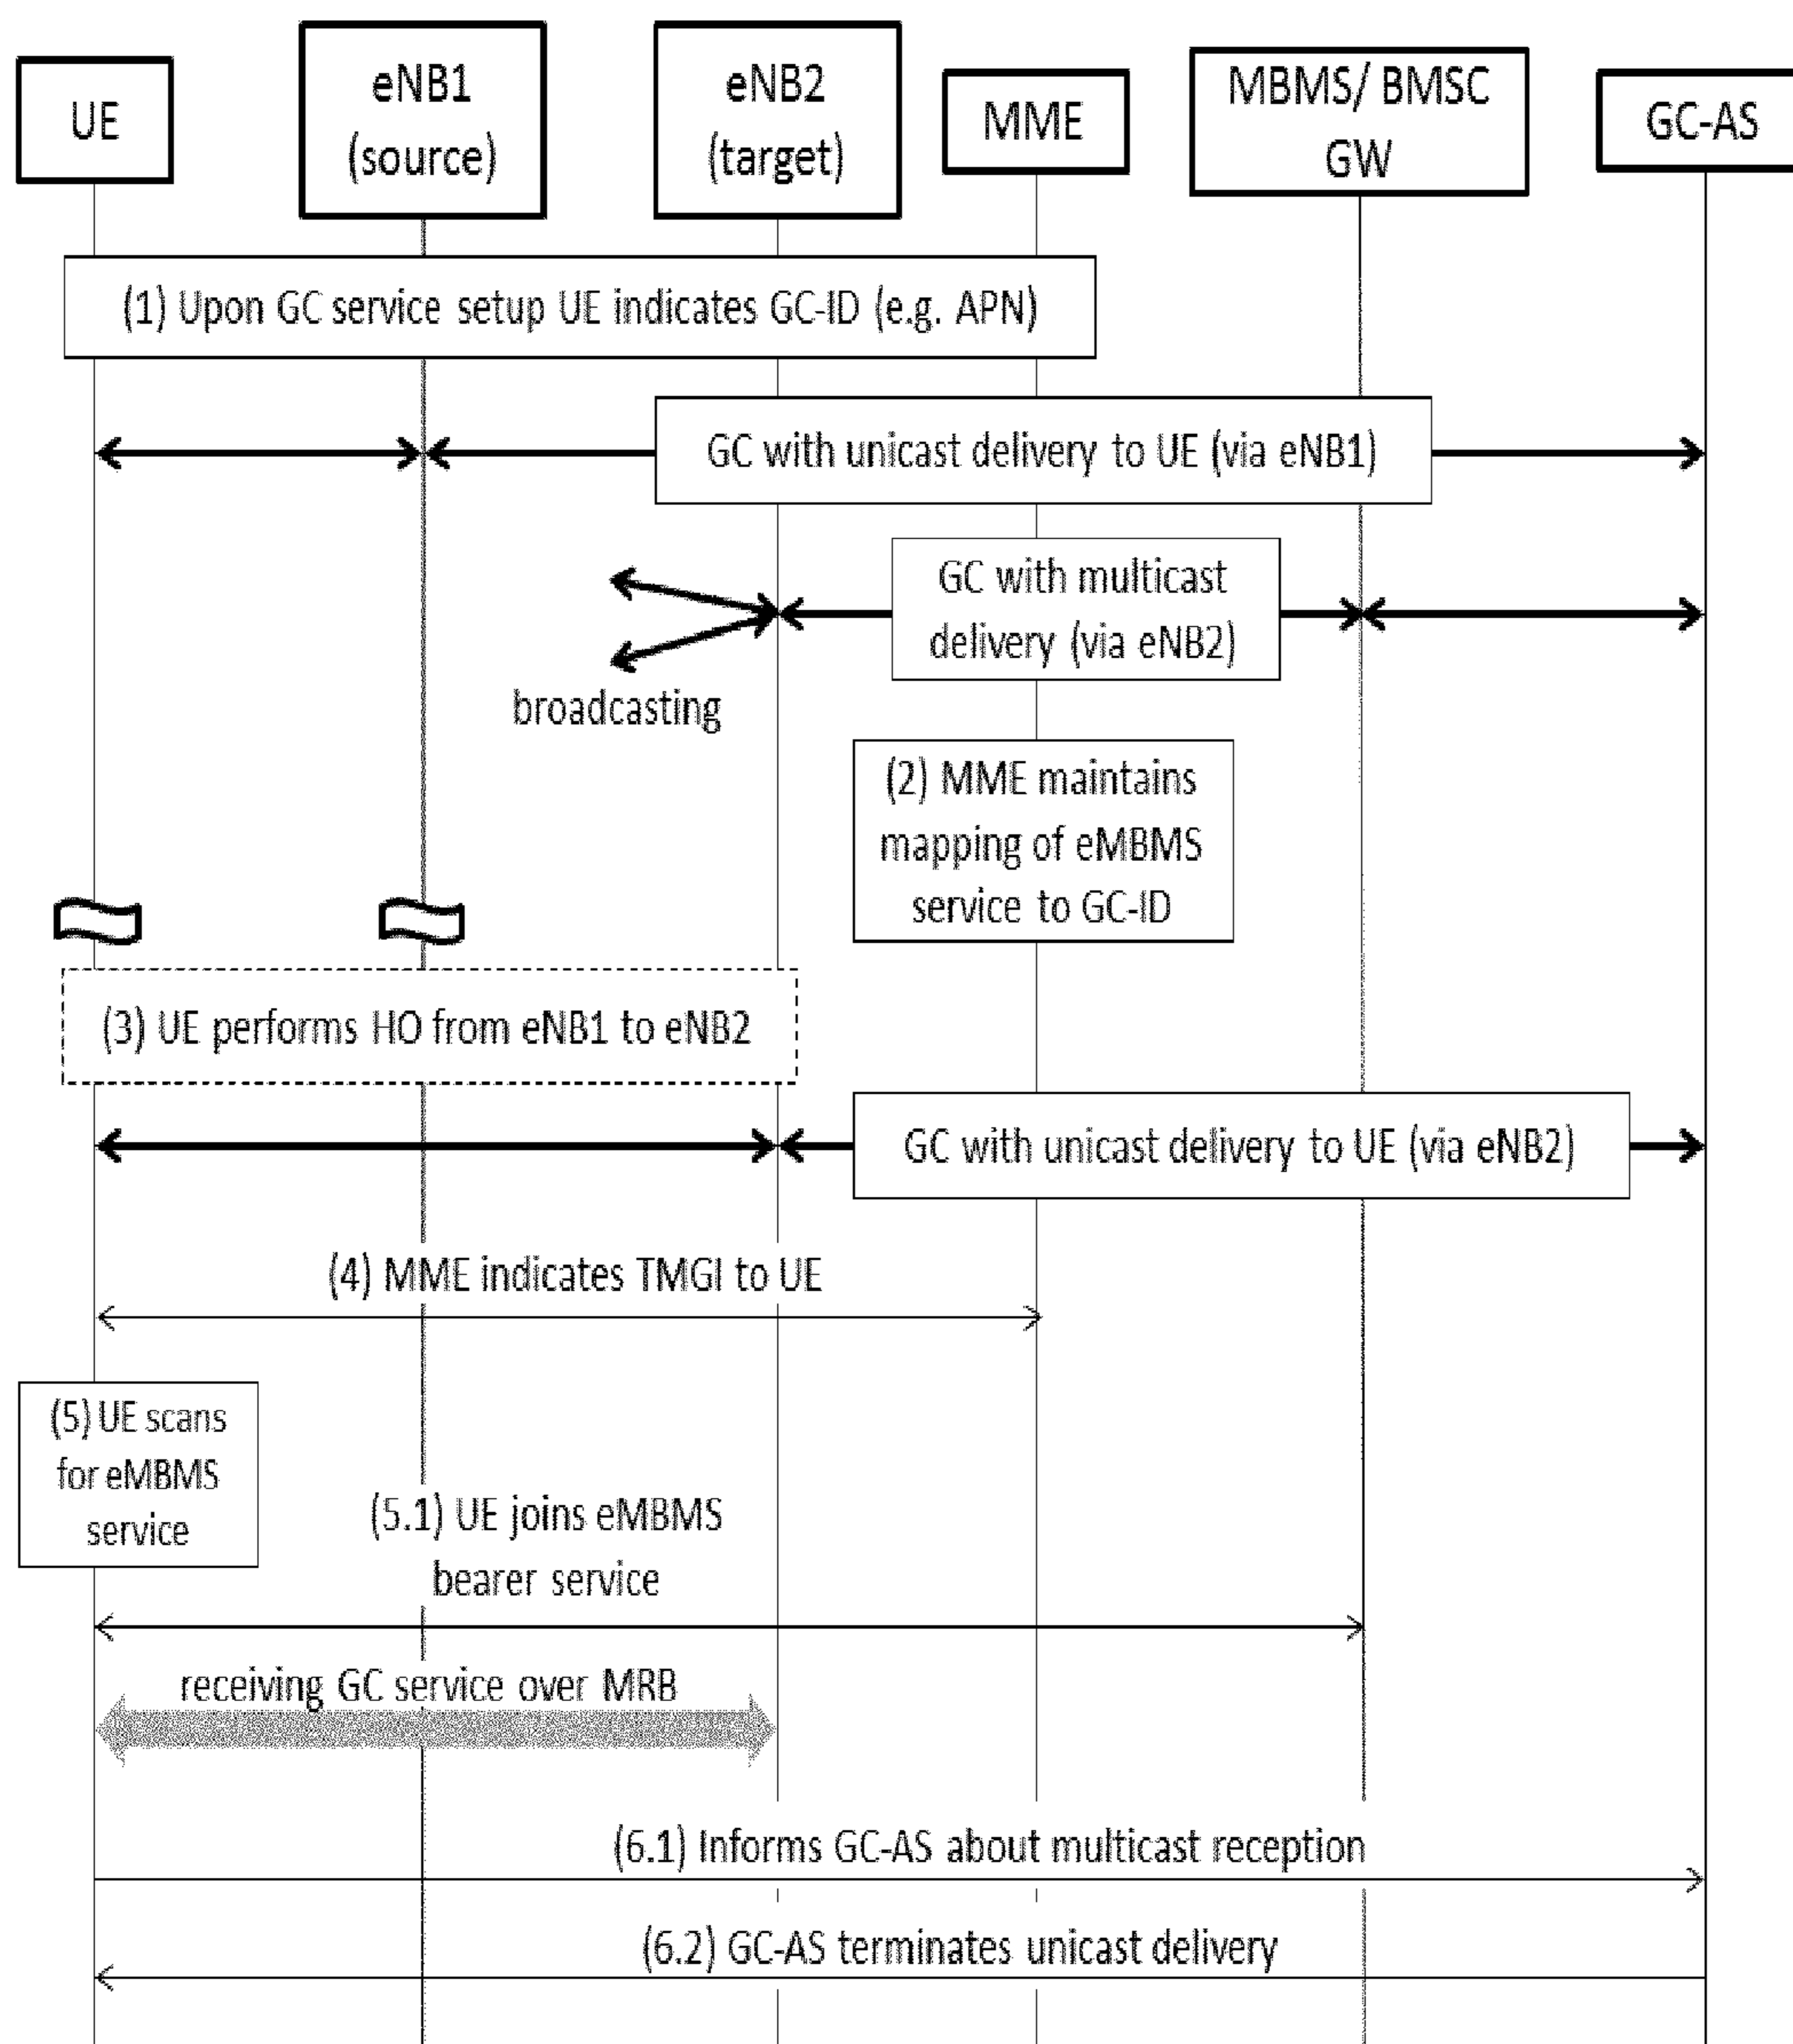 UE
eNB1
(source)
eNB2
(target)
MME
MBMS/ BMSC
GW
GC-AS
(1) Upon GC service setup UE indicates GC-ID (e.g. APN)
GC with unicast delivery to UE (via eNB1)
GC with multicast
delivery (via eNB2)
broadcasting
(2) MME maintains
mapping of eMBMS
service to GC-ID
(3) UE performs HO from eNB1 to eNB2
GC with unicast delivery to UE (via eNB2)
(4) MME indicates TMGI to UE
(5) UE scans
for eMBMS
service
(5.1) UE joins eMBMS
bearer service
receiving GC service over MRB
(6.1) Informs GC-AS about multicast reception
(6.2) GC-AS terminates unicast delivery